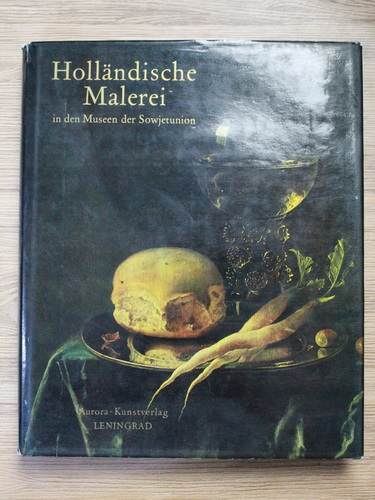 Holländische
Malerei
in den Museen der Sowjetunion
Aurora-Kunstverlag
LENINGRAD